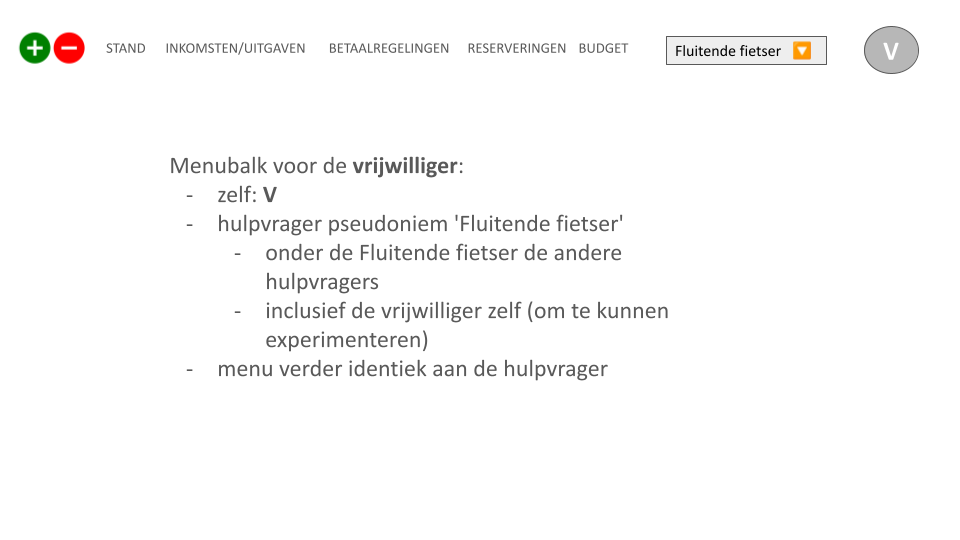 STAND INKOMSTEN/UITGAVEN BETAALREGELINGEN RESERVERINGEN BUDGET Fluitende fietser V
Menubalk voor de vrijwilliger:
- zelf: V
- hulpvrager pseudoniem 'Fluitende fietser'
- onder de Fluitende fietser de andere
hulpvragers
- inclusief de vrijwilliger zelf (om te kunnen
experimenteren)
- menu verder identiek aan de hulpvrager